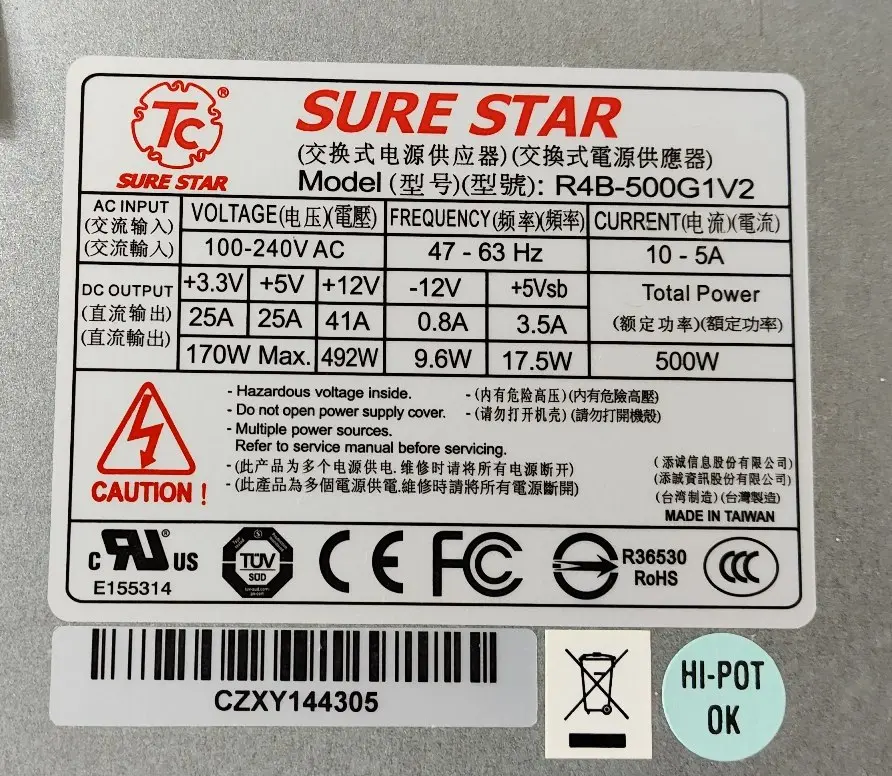 TC®
SURE STAR
SURE STAR
(交换式电源供应器)(交換式電源供應器)
Model (型号)(型號): R4B-500G1V2
AC INPUT
(交流输入)
(交流輸入)
VOLTAGE(电压)(電壓)
FREQUENCY(频率)(頻率)
CURRENT(电流)(電流)
100-240V AC
47 - 63 Hz
10 - 5A
DC OUTPUT
(直流输出)
(直流輸出)
+3.3V
+5V
+12V
-12V
+5Vsb
Total Power
(额定功率)(額定功率)
25A
25A
41A
0.8A
3.5A
170W Max.
492W
9.6W
17.5W
500W
CAUTION !
- Hazardous voltage inside. - (内有危险高压)(內有危險高壓)
- Do not open power supply cover. - (请勿打开机壳) (請勿打開機殼)
- Multiple power sources.
Refer to service manual before servicing.
- (此产品为多个电源供电,维修时请将所有电源断开)
- (此產品為多個電源供電,維修時請將所有電源斷開)
(添诚信息股份有限公司)
(添誠資訊股份有限公司)
(台湾制造) (台灣製造)
MADE IN TAIWAN
c RU® US
E155314
TÜV
SÜD
CE
FC
R36530
RoHS
CCC
CZXY144305
HI-POT
OK